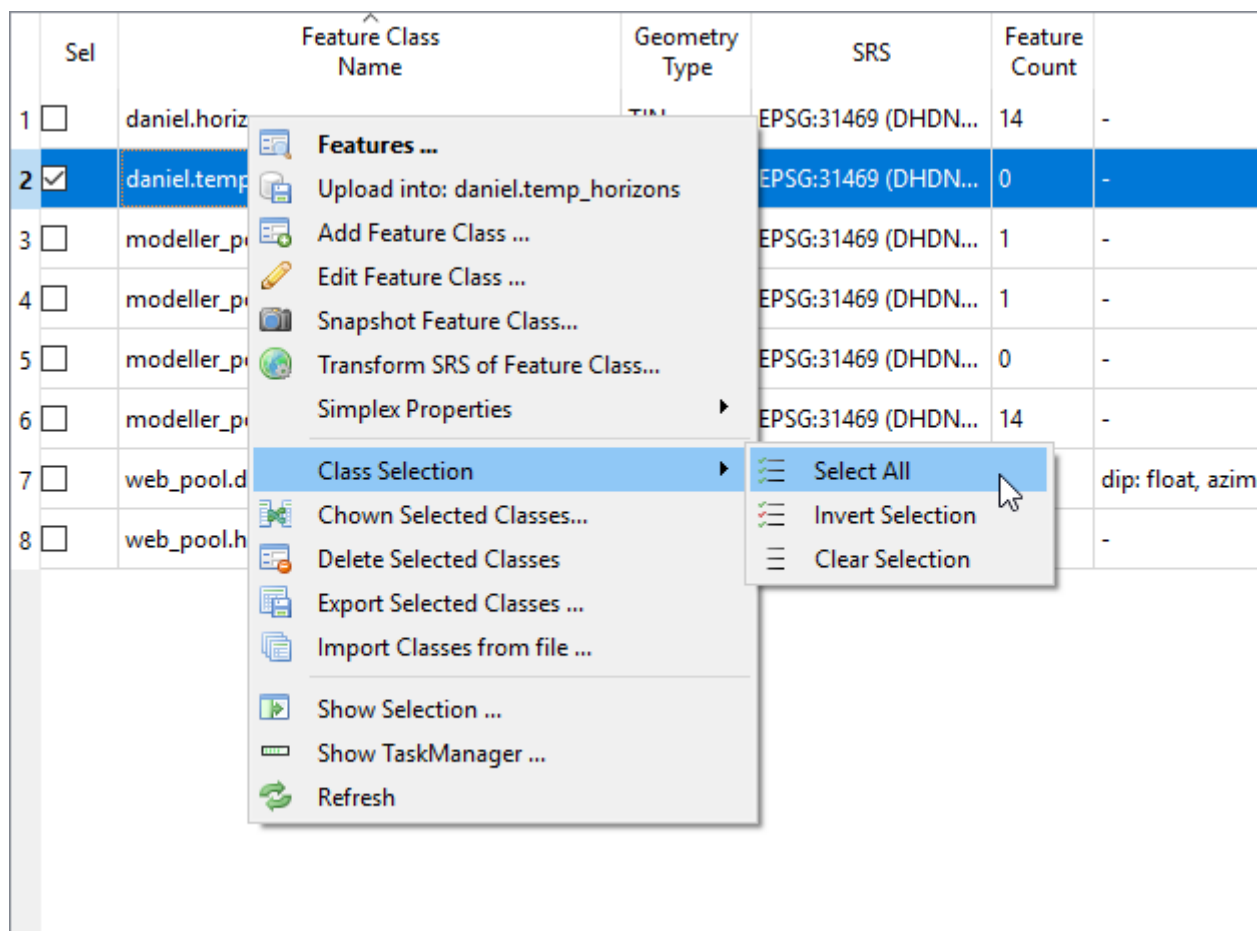 Sel
Feature Class
Name
Geometry
Type
SRS
Feature
Count
1 daniel.horiz EPSG:31469 (DHDN... 14 -
2 daniel.temp EPSG:31469 (DHDN... 0 -
3 modeller_p EPSG:31469 (DHDN... 1 -
4 modeller_p EPSG:31469 (DHDN... 1 -
5 modeller_p EPSG:31469 (DHDN... 0 -
6 modeller_p EPSG:31469 (DHDN... 14 -
7 web_pool.d dip: float, azim
8 web_pool.h -
Features ...
Upload into: daniel.temp_horizons
Add Feature Class ...
Edit Feature Class ...
Snapshot Feature Class...
Transform SRS of Feature Class...
Simplex Properties
Class Selection
Chown Selected Classes...
Delete Selected Classes
Export Selected Classes ...
Import Classes from file ...
Show Selection ...
Show TaskManager ...
Refresh
Select All
Invert Selection
Clear Selection